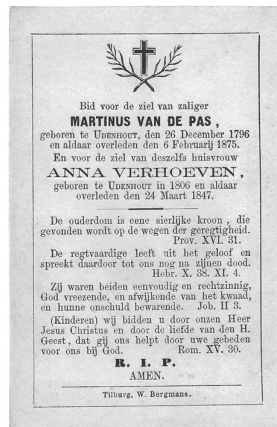 Bid voor de ziel van zaliger
MARTINUS VAN DE PAS,
geboren te UDENHOUT, den 26 December 1796
en aldaar overleden den 6 Februarij 1875.
En voor de ziel van deszelfs huisvrouw
ANNA VERHOEVEN,
geboren te UDENHOUT in 1806 en aldaar
overleden den 24 Maart 1847.
De ouderdom is eene sierlijke kroon, die
gevonden wordt op de wegen der geregtigheid.
Prov. XVI. 31.
De regtvaardige leeft uit het geloof en
spreekt daardoor tot ons nog na zijnen dood.
Hebr. X. 38. XI. 4.
Zij waren beiden eenvoudig en rechtzinnig,
God vreezende, en afwijkende van het kwaad,
en hunne onschuld bewarende. Job. II 3.
(Kinderen) wij bidden u door onzen Heer
Jesus Christus en door de liefde van den H.
Geest, dat gij ons helpt door uwe gebeden
voor ons bij God. Rom. XV. 30.
R. I. P.
AMEN.
Tilburg, W. Bergmans.